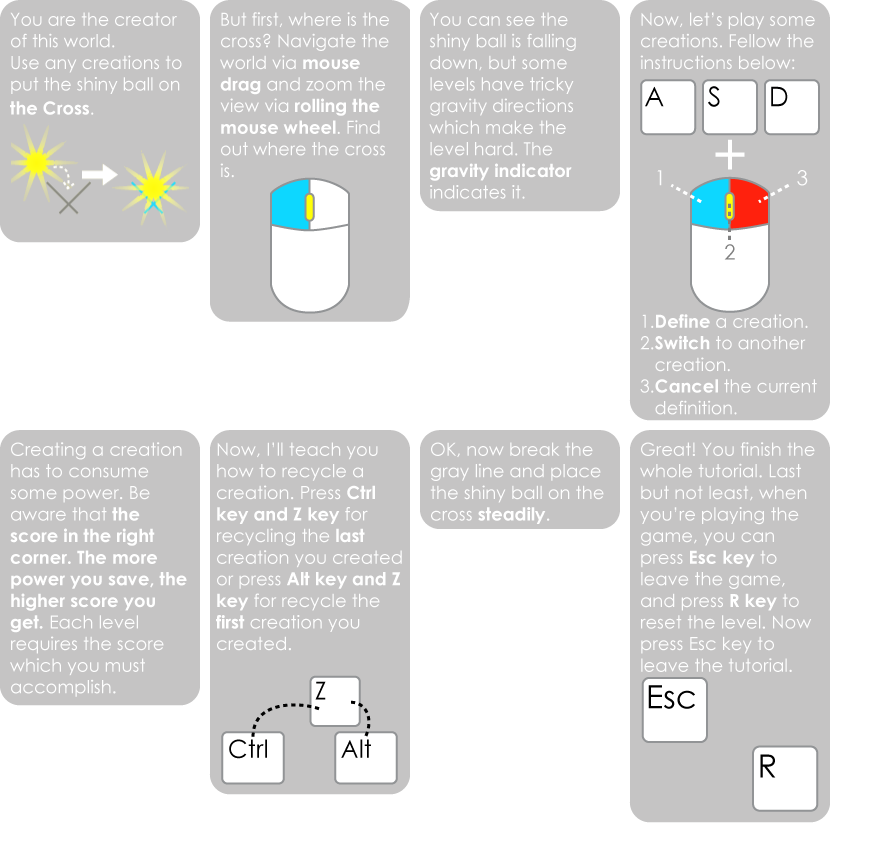 You are the creator
of this world.
Use any creations to
put the shiny ball on
the Cross.
But first, where is the
cross? Navigate the
world via mouse
drag and zoom the
view via rolling the
mouse wheel. Find
out where the cross
is.
You can see the
shiny ball is falling
down, but some
levels have tricky
gravity directions
which make the
level hard. The
gravity indicator
indicates it.
Now, let's play some
creations. Fellow the
instructions below:
A S D
+
1 3
2
1.Define a creation.
2.Switch to another
creation.
3.Cancel the current
definition.
Creating a creation
has to consume
some power. Be
aware that the
score in the right
corner. The more
power you save, the
higher score you
get. Each level
requires the score
which you must
accomplish.
Now, I'll teach you
how to recycle a
creation. Press Ctrl
key and Z key for
recycling the last
creation you created
or press Alt key and Z
key for recycle the
first creation you
created.
Z
Ctrl Alt
OK, now break the
gray line and place
the shiny ball on the
cross steadily.
Great! You finish the
whole tutorial. Last
but not least, when
you're playing the
game, you can
press Esc key to
leave the game,
and press R key to
reset the level. Now
press Esc key to
leave the tutorial.
Esc
R